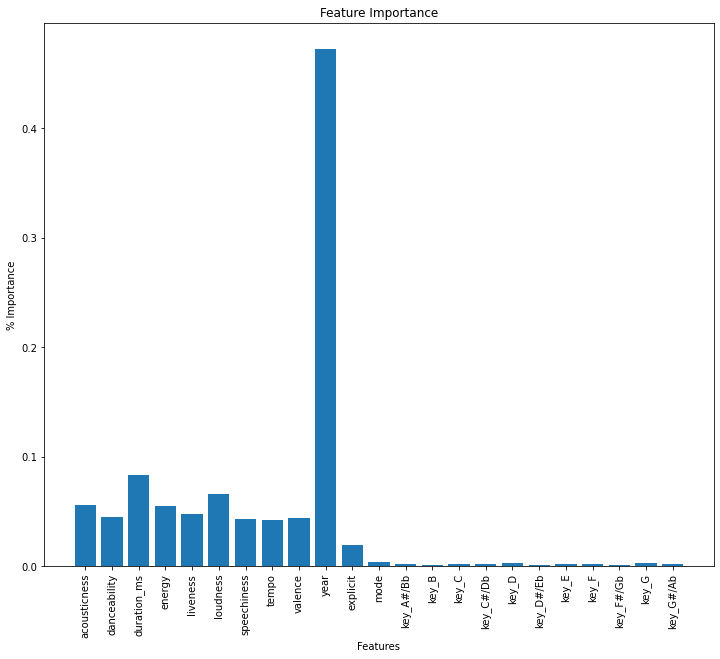 Feature Importance
% Importance
0.4
0.3
0.2
0.1
0.0
acousticness
danceability
duration_ms
energy
liveness
loudness
speechiness
tempo
valence
year
explicit
mode
key_A#/Bb
key_B
key_C
key_C#/Db
key_D
key_D#/Eb
key_E
key_F
key_F#/Gb
key_G
key_G#/Ab
Features